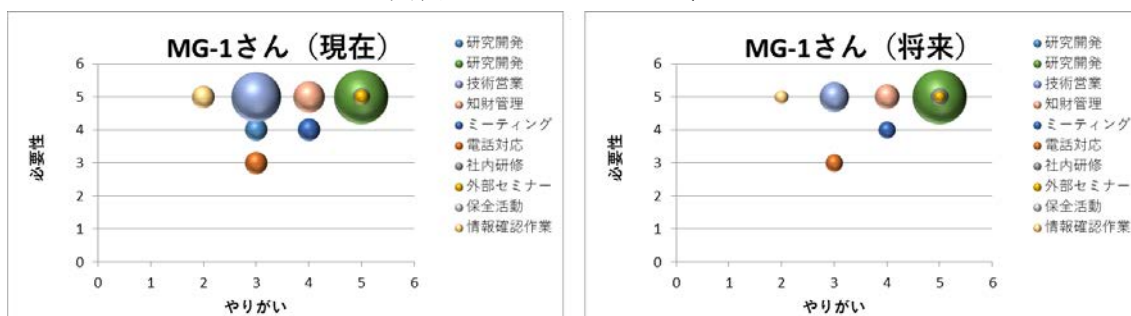 MG-1さん（現在）
必要性
6
5
4
3
2
1
0
0 1 2 3 4 5 6
やりがい
研究開発
研究開発
技術営業
知財管理
ミーティング
電話対応
社内研修
外部セミナー
保全活動
情報確認作業
MG-1さん（将来）
必要性
6
5
4
3
2
1
0
0 1 2 3 4 5 6
やりがい
研究開発
研究開発
技術営業
知財管理
ミーティング
電話対応
社内研修
外部セミナー
保全活動
情報確認作業